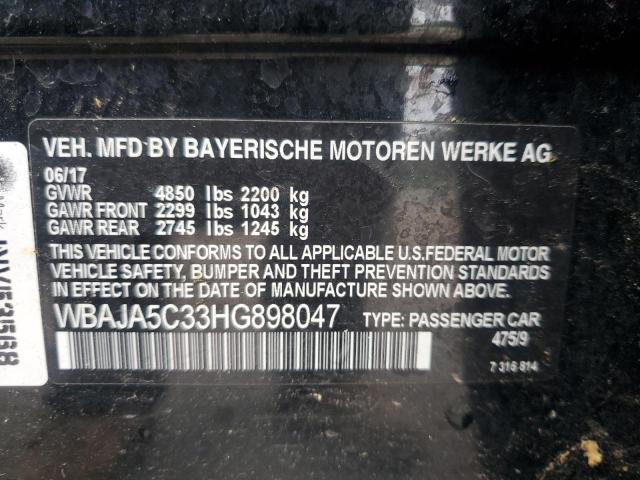 VEH. MFD BY BAYERISCHE MOTOREN WERKE AG
06/17
GVWR 4850 lbs 2200 kg
GAWR FRONT 2299 lbs 1043 kg
GAWR REAR 2745 lbs 1245 kg
THIS VEHICLE CONFORMS TO ALL APPLICABLE U.S.FEDERAL MOTOR
VEHICLE SAFETY, BUMPER AND THEFT PREVENTION STANDARDS
IN EFFECT ON THE DATE OF MANUFACTURE SHOWN ABOVE.
WBAJA5C33HG898047 TYPE: PASSENGER CAR
475/9
7 316 814
Mark